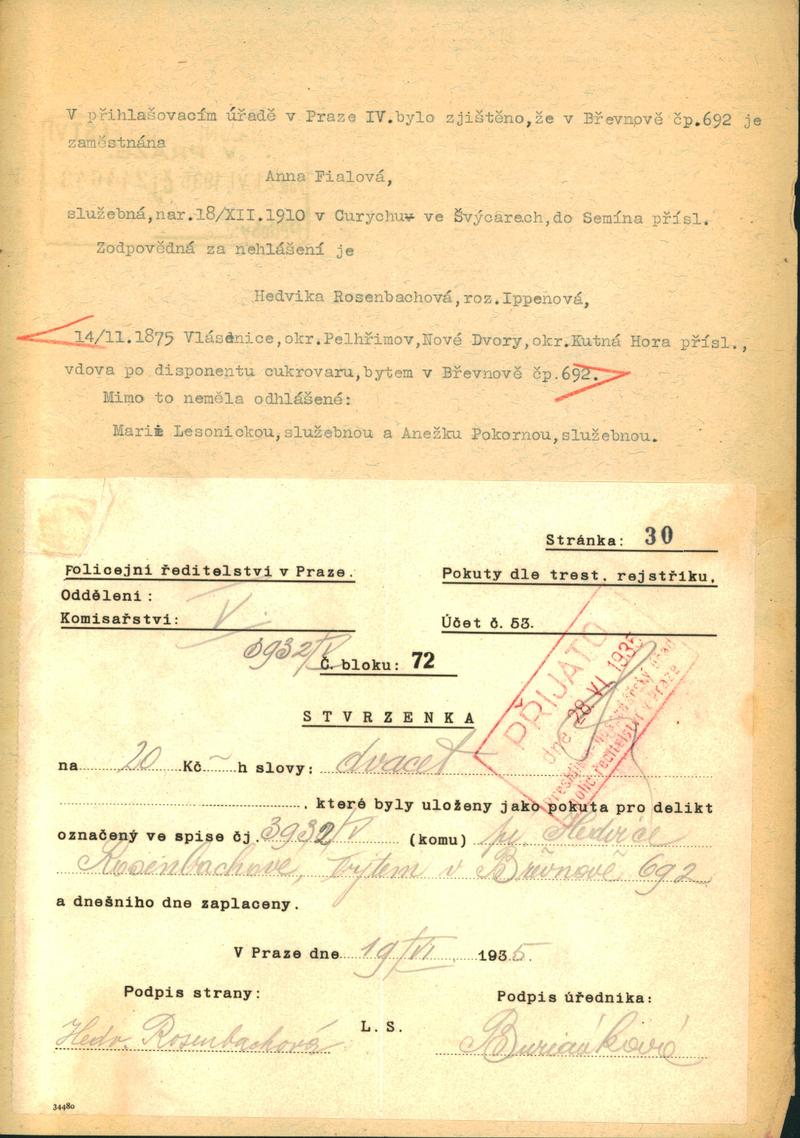 V přihlašovacím úřadě v Praze IV.bylo zjištěno,že v Břevnově čp.692 je
zaměstnána
Anna Fialová,
služebná,nar.18/XII.1910 v Curychu ve Švýcarech,do Semína přísl.
Zodpovědná za nehlášení je
Hedvika Rosenbachová,roz.Ippenová,
14/11.1875 Vlásenice,okr.Pelhřimov,Nové Dvory,okr.Kutná Hora přísl.,
vdova po disponentu cukrovaru,bytem v Břevnově čp.692.
Mimo to neměla odhlášené:
Marii Lesonickou,služebnou a Anežku Pokornou,služebnou.
Stránka: 30
Policejní ředitelství v Praze.
Pokuty dle trest. rejstříku.
Oddělení:
Komisařství: V.
Účet č. 53.
3932/V
Č. bloku: 72
PŘIJATO
dne 28.VI.1935
STVRZENKA
na 20 Kč — h slovy: dvacet
, které byly uloženy jako pokuta pro delikt
označený ve spise čj. 3932/V (komu) pí. Hedvice
Rosenbachové, bytem v Břevnově 692
a dnešního dne zaplaceny.
V Praze dne 19/VI. 1935.
Podpis strany:
Podpis úředníka:
L. S.
Hedv. Rosenbachová
Buriánková
34480